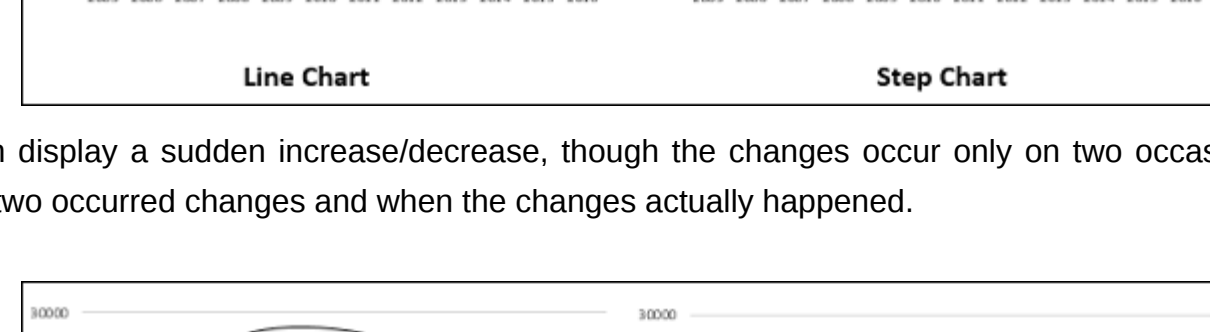 Line Chart Step Chart
display a sudden increase/decrease, though the changes occur only on two
two occurred changes and when the changes actually happened.
30000 30000